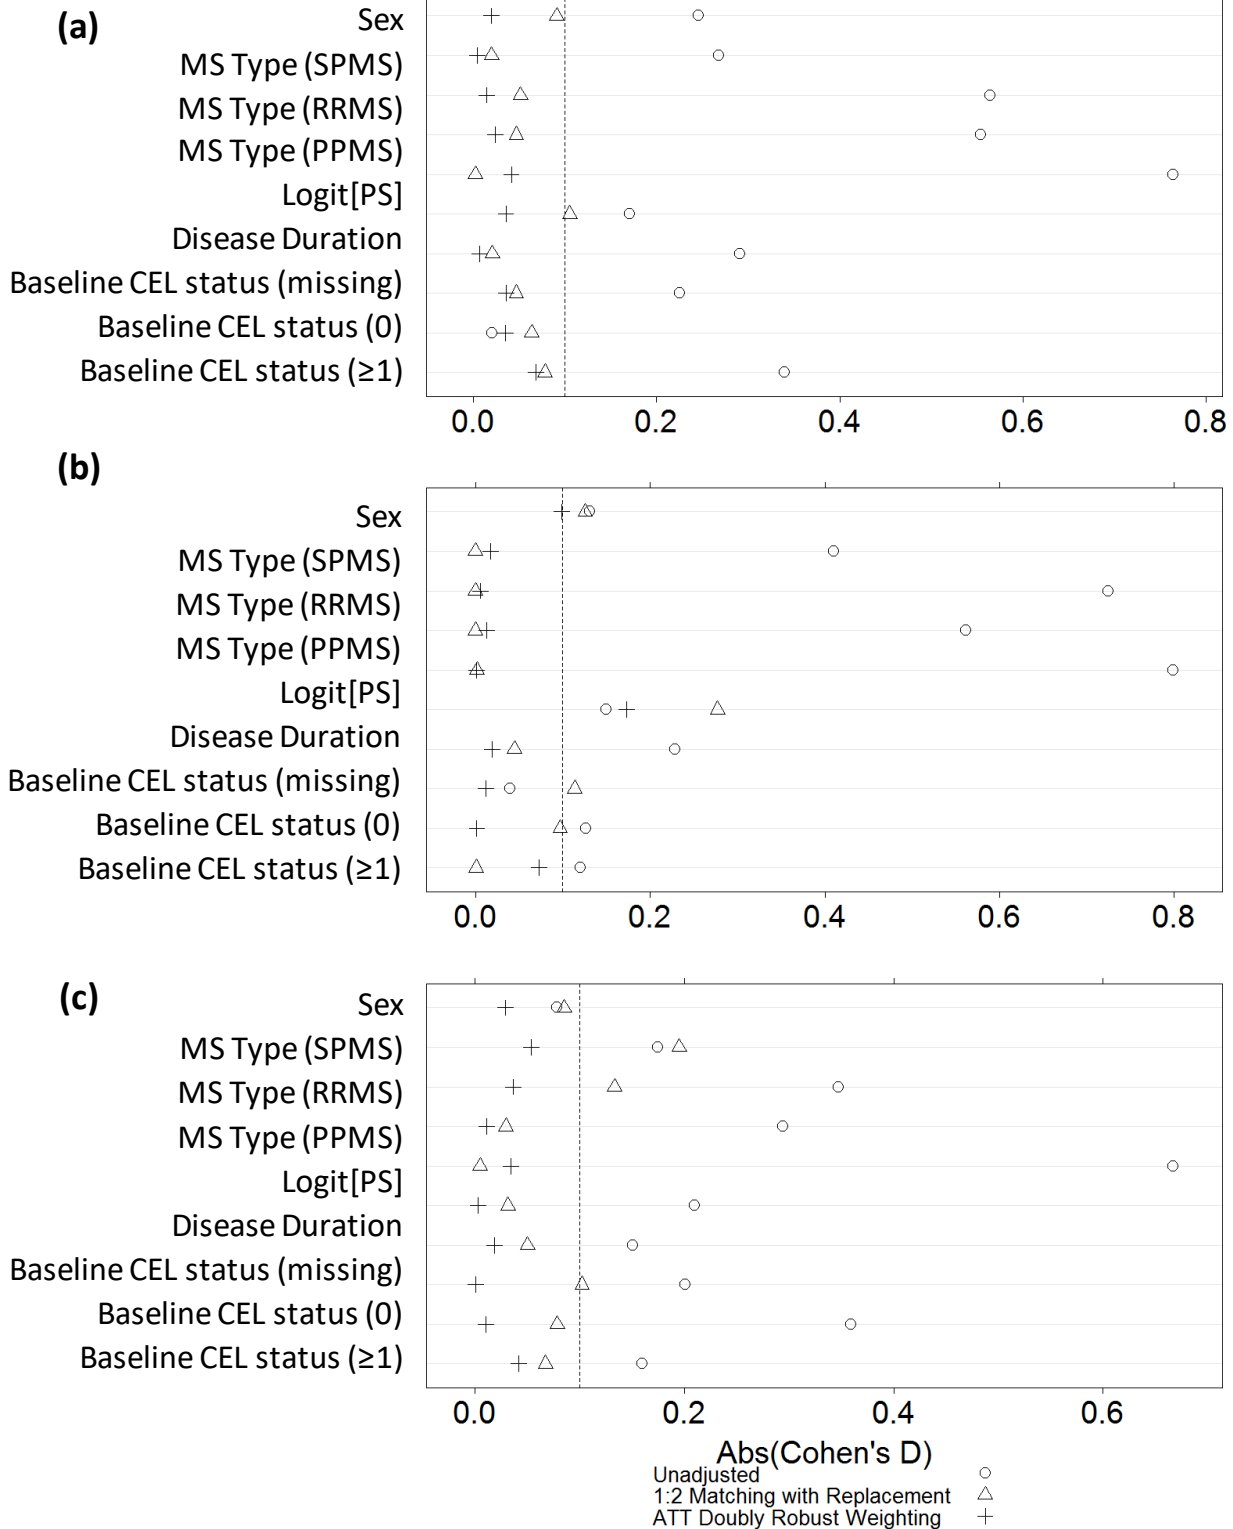 (a)
Sex
MS Type (SPMS)
MS Type (RRMS)
MS Type (PPMS)
Logit[PS]
Disease Duration
Baseline CEL status (missing)
Baseline CEL status (0)
Baseline CEL status (≥1)
0.0 0.2 0.4 0.6 0.8
(b)
Sex
MS Type (SPMS)
MS Type (RRMS)
MS Type (PPMS)
Logit[PS]
Disease Duration
Baseline CEL status (missing)
Baseline CEL status (0)
Baseline CEL status (≥1)
0.0 0.2 0.4 0.6 0.8
(c)
Sex
MS Type (SPMS)
MS Type (RRMS)
MS Type (PPMS)
Logit[PS]
Disease Duration
Baseline CEL status (missing)
Baseline CEL status (0)
Baseline CEL status (≥1)
0.0 0.2 0.4 0.6
Abs(Cohen's D)
Unadjusted
1:2 Matching with Replacement
ATT Doubly Robust Weighting